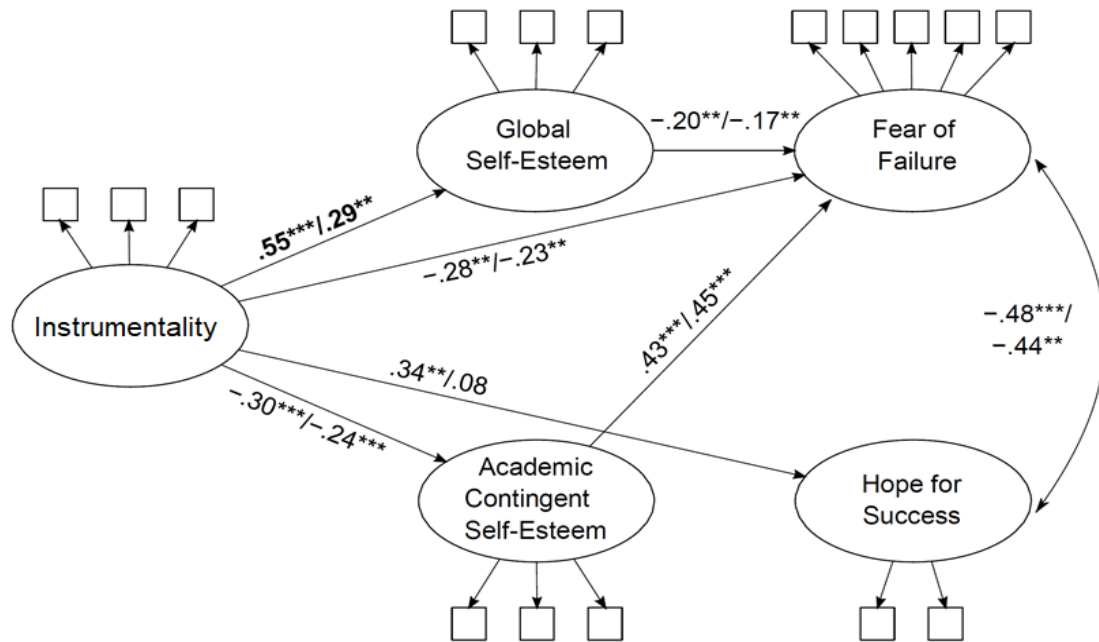 Global
Self-Esteem
−.20**/−.17**
Fear of
Failure
.55***/.29**
−.28**/−.23**
Instrumentality
.43***/.45***
−.48***/
−.44**
.34**/.08
−.30***/−.24***
Academic
Contingent
Self-Esteem
Hope for
Success